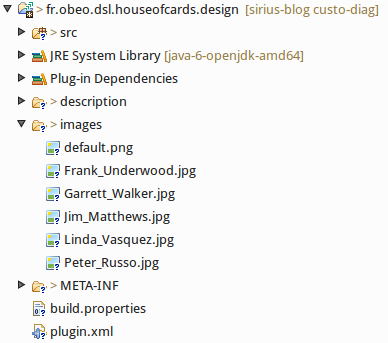 > fr.obeo.dsl.houseofcards.design [sirius-blog custo-diag]
> src
JRE System Library [java-6-openjdk-amd64]
Plug-in Dependencies
> description
> images
default.png
Frank_Underwood.jpg
Garrett_Walker.jpg
Jim_Matthews.jpg
Linda_Vasquez.jpg
Peter_Russo.jpg
> META-INF
build.properties
plugin.xml